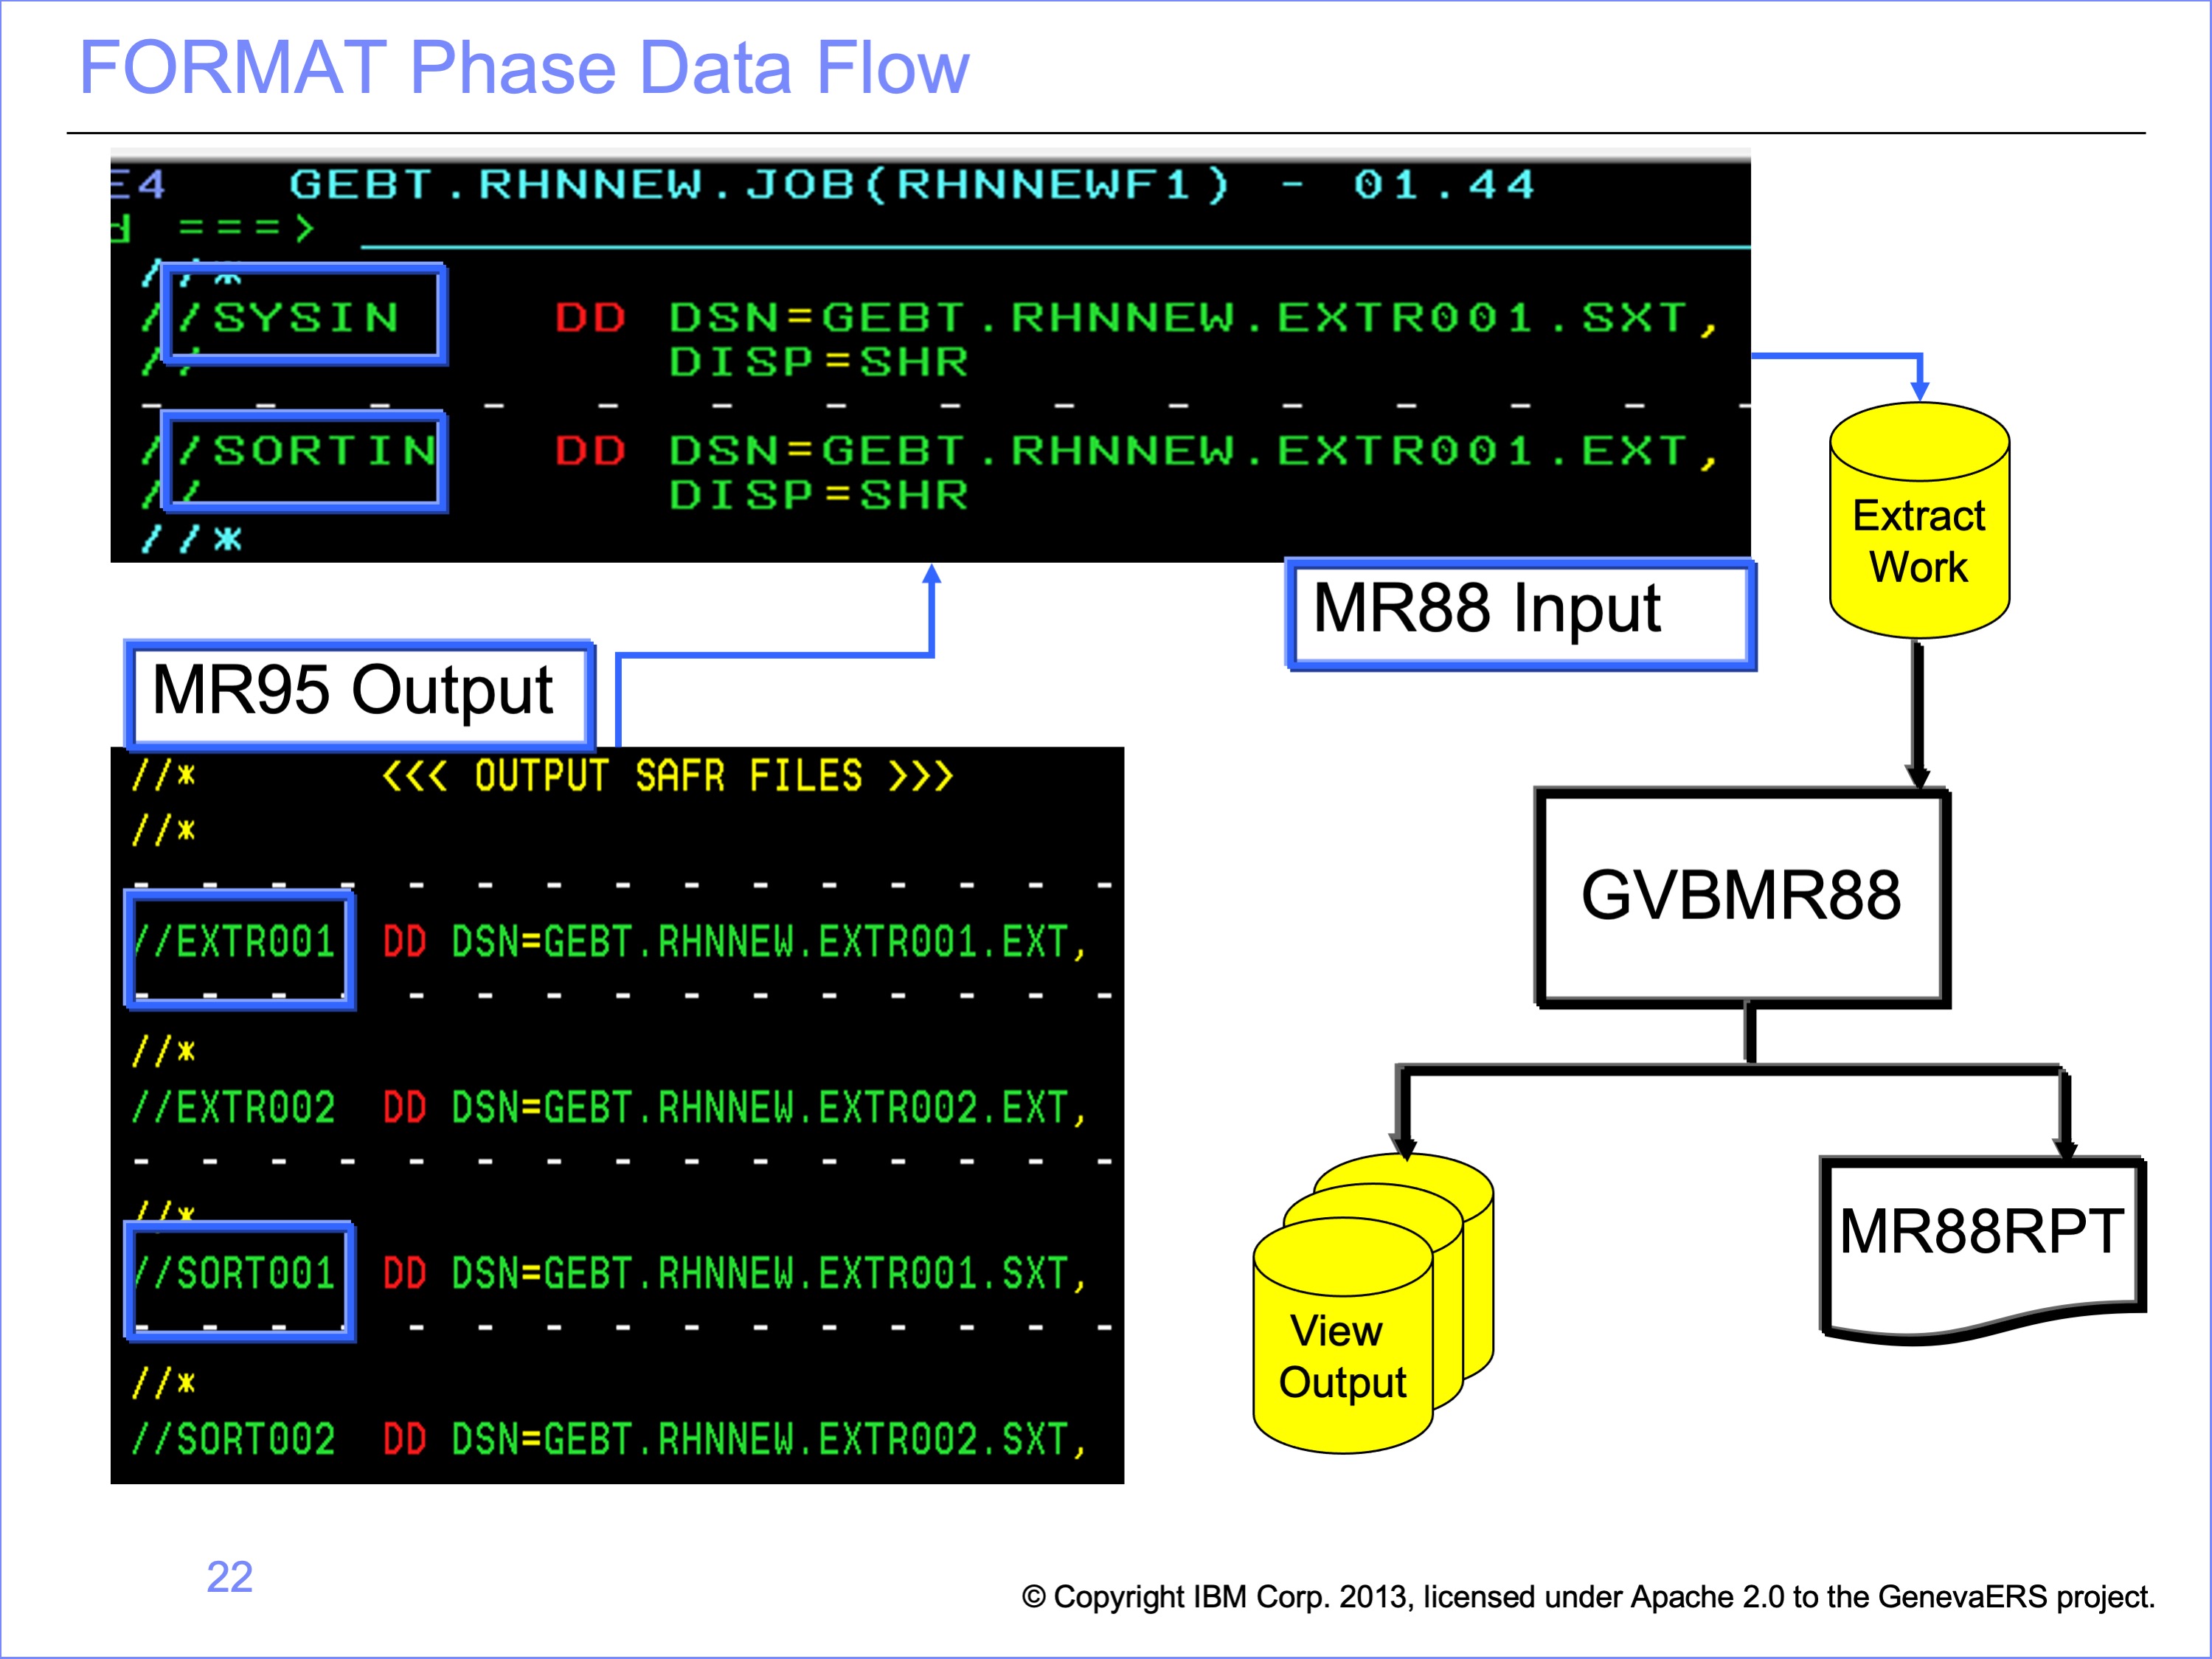 FORMAT Phase Data Flow
E4 GEBT.RHNNEW.JOB(RHNNEWF1) - 01.44
d ===>
//*
//SYSIN DD DSN=GEBT.RHNNEW.EXTR001.SXT,
// DISP=SHR
- - - - - - - - - - - - - - -
//SORTIN DD DSN=GEBT.RHNNEW.EXTR001.EXT,
// DISP=SHR
//*
Extract
Work
MR88 Input
MR95 Output
//* <<< OUTPUT SAFR FILES >>>
//*
- - - - - - - - - - - - - - -
//EXTR001 DD DSN=GEBT.RHNNEW.EXTR001.EXT,
- - - - - - - - - - - - - - -
//*
//EXTR002 DD DSN=GEBT.RHNNEW.EXTR002.EXT,
- - - - - - - - - - - - - - -
//*
//SORT001 DD DSN=GEBT.RHNNEW.EXTR001.SXT,
- - - - - - - - - - - - - - -
//*
//SORT002 DD DSN=GEBT.RHNNEW.EXTR002.SXT,
GVBMR88
View
Output
MR88RPT
22
© Copyright IBM Corp. 2013, licensed under Apache 2.0 to the GenevaERS project.